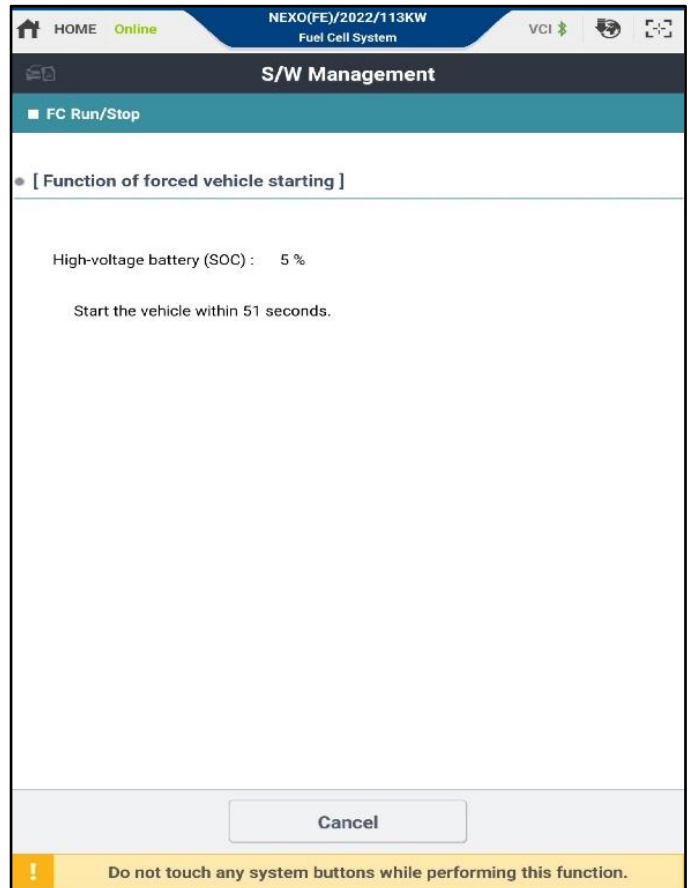 HOME Online NEXO(FE)/2022/113KW VCI
Fuel Cell System
S/W Management
FC Run/Stop
[ Function of forced vehicle starting ]
High-voltage battery (SOC) : 5 %
Start the vehicle within 51 seconds.
Cancel
! Do not touch any system buttons while performing this function.